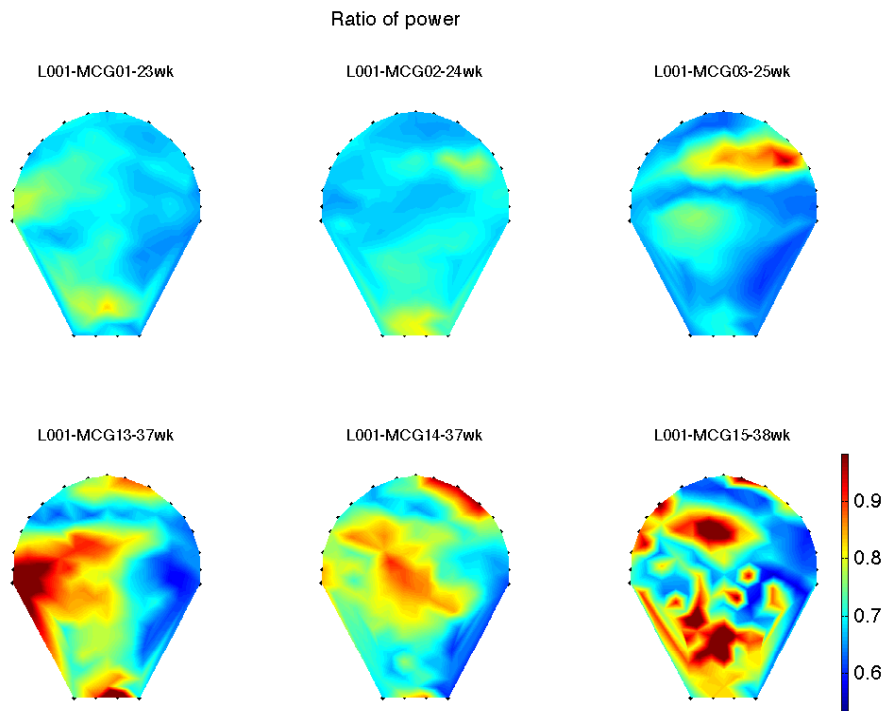 Ratio of power
L001-MCG01-23wk
L001-MCG02-24wk
L001-MCG03-25wk
L001-MCG13-37wk
L001-MCG14-37wk
L001-MCG15-38wk
0.9
0.8
0.7
0.6